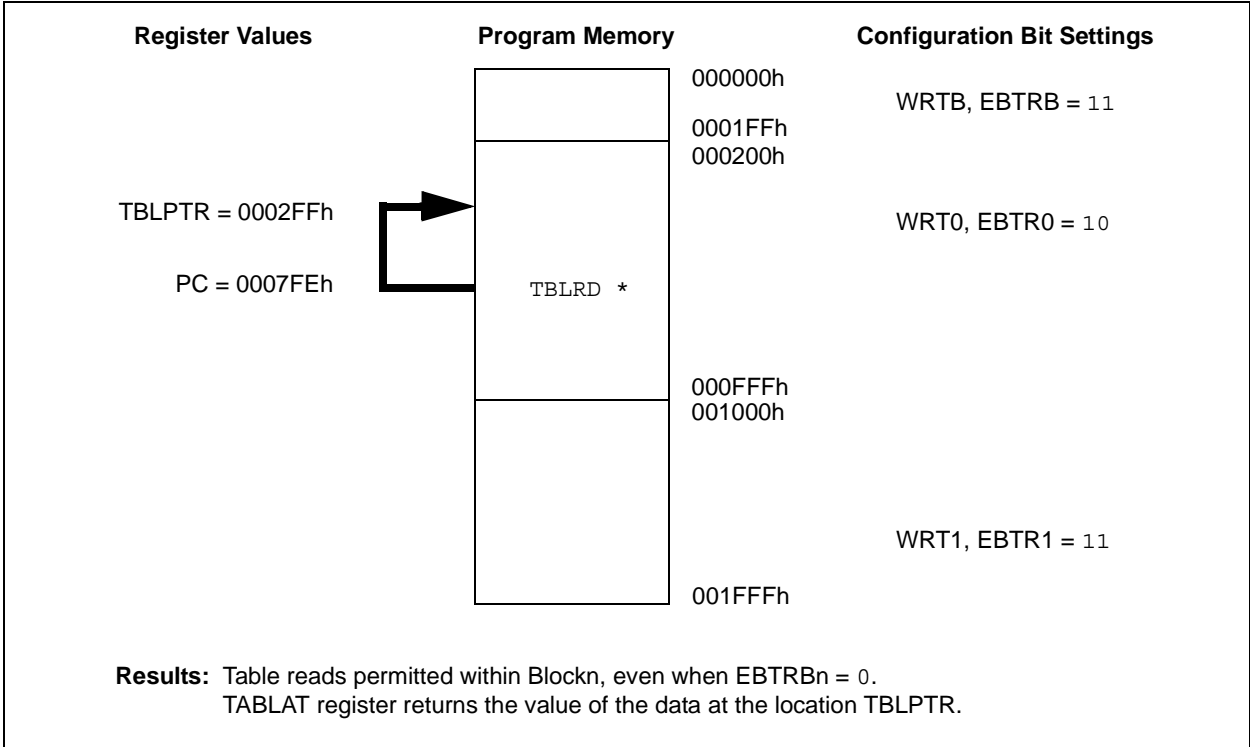 Register Values Program Memory Configuration Bit Settings
000000h
WRTB, EBTRB = 11
0001FFh
000200h
TBLPTR = 0002FFh
WRT0, EBTR0 = 10
PC = 0007FEh
TBLRD *
000FFFh
001000h
WRT1, EBTR1 = 11
001FFFh
Results: Table reads permitted within Blockn, even when EBTRBn = 0.
TABLAT register returns the value of the data at the location TBLPTR.